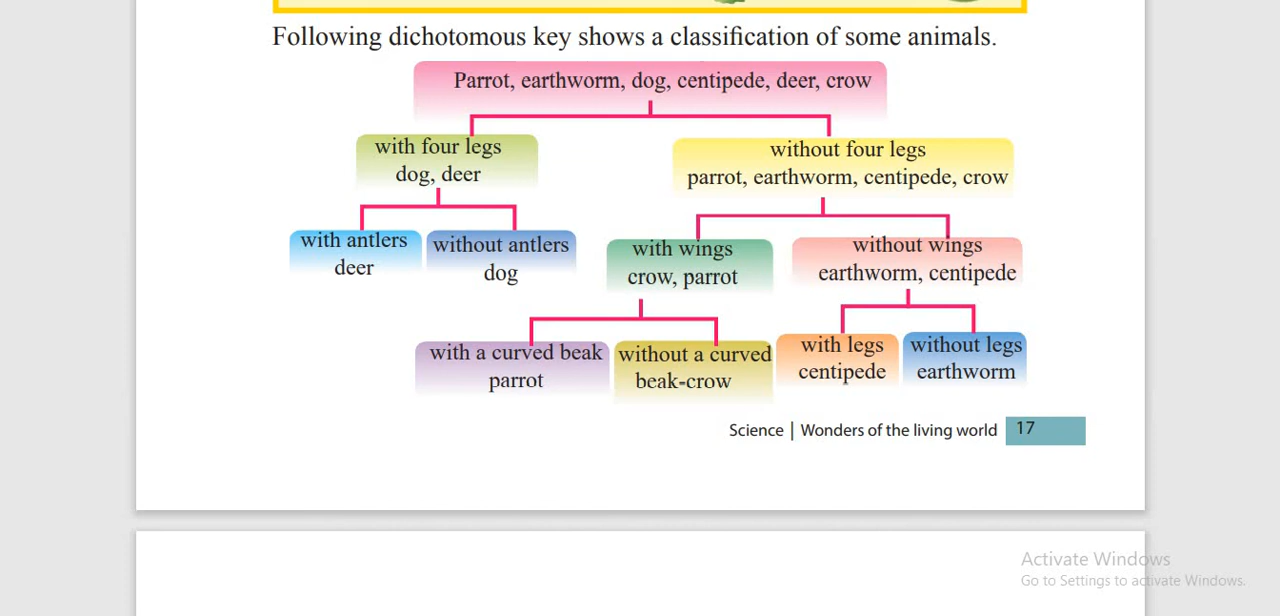 Following dichotomous key shows a classification of some animals.
Parrot, earthworm, dog, centipede, deer, crow
with four legs
dog, deer
without four legs
parrot, earthworm, centipede, crow
with antlers
deer
without antlers
dog
with wings
crow, parrot
without wings
earthworm, centipede
with a curved beak
parrot
without a curved
beak-crow
with legs
centipede
without legs
earthworm
Science | Wonders of the living world 17
Activate Windows
Go to Settings to activate Windows.